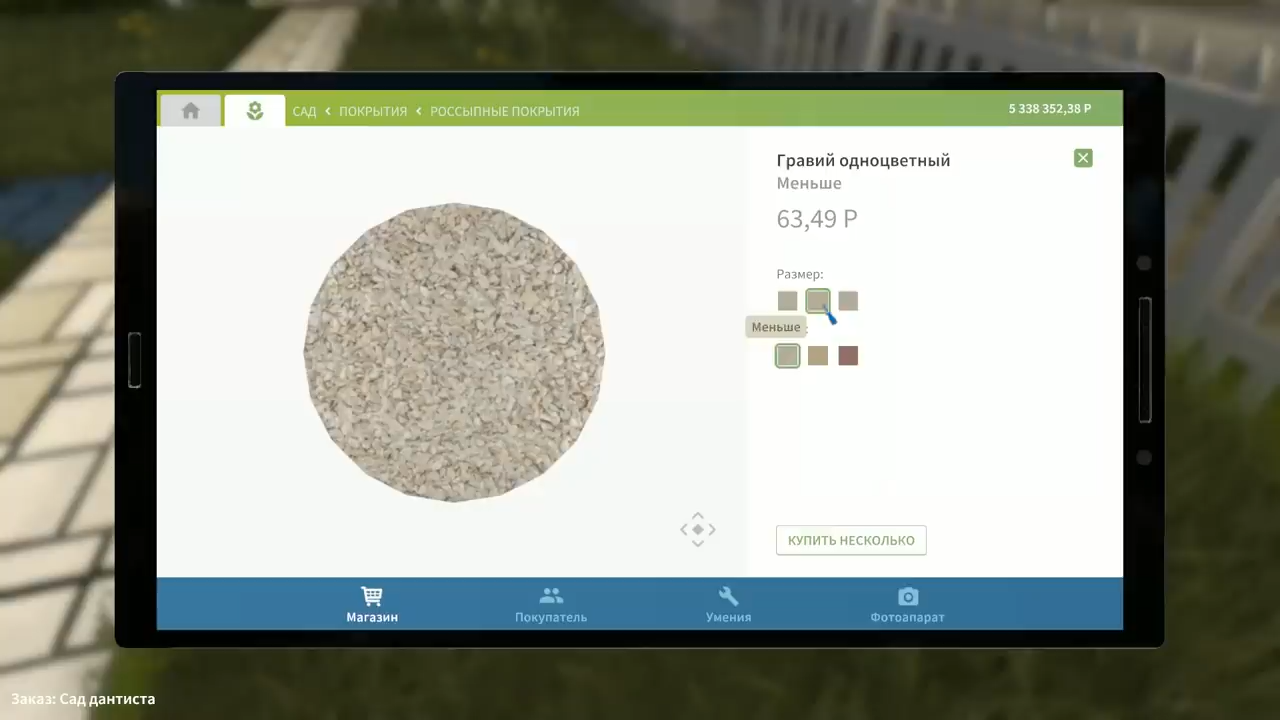 САД < ПОКРЫТИЯ < РОССЫПНЫЕ ПОКРЫТИЯ
5 338 352,38 Р
Гравий одноцветный
Меньше
63,49 Р
Размер:
Меньше
КУПИТЬ НЕСКОЛЬКО
Магазин
Покупатель
Умения
Фотоапарат
Заказ: Сад дантиста